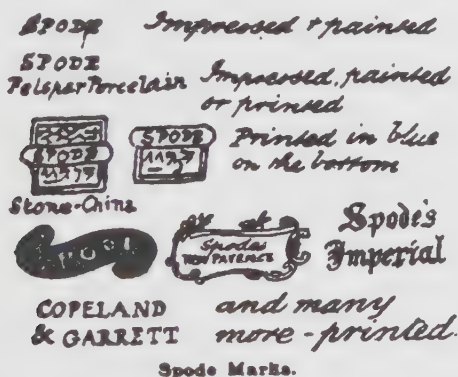 SPODE Impressed & painted
SPODE
Felspar Porcelain Impressed, painted
or printed
SPODE SPODE Printed in blue
on the bottom
Stone-China
SPODE Spodes Spode's
NEW FAYENCE Imperial
COPELAND and many
& GARRETT more-printed.
Spode Marks.